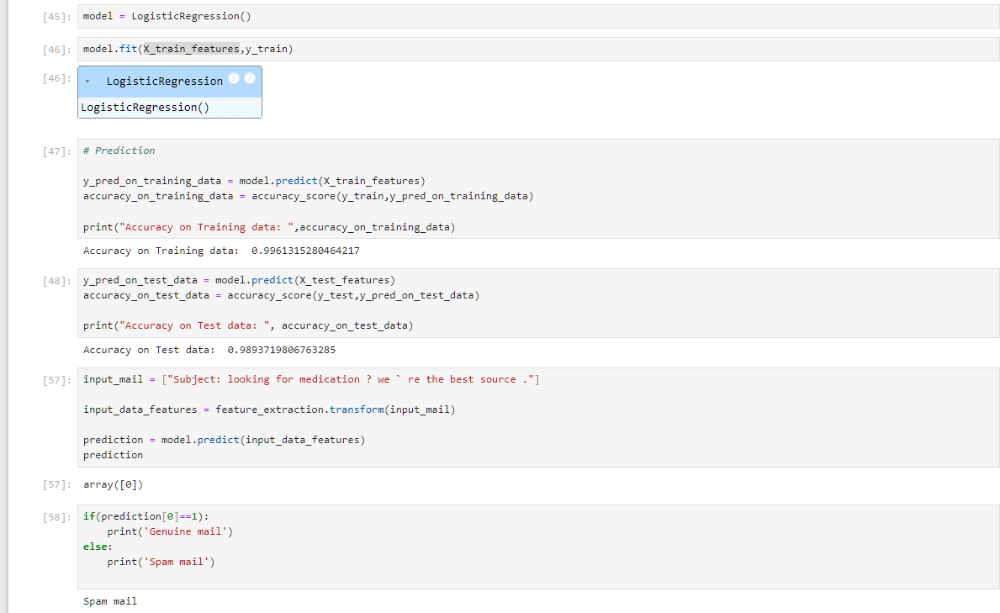 [45]: model = LogisticRegression()
[46]: model.fit(X_train_features,y_train)
[46]: LogisticRegression i ?
LogisticRegression()
[47]: # Prediction
y_pred_on_training_data = model.predict(X_train_features)
accuracy_on_training_data = accuracy_score(y_train,y_pred_on_training_data)
print("Accuracy on Training data: ",accuracy_on_training_data)
Accuracy on Training data:  0.9961315280464217
[48]: y_pred_on_test_data = model.predict(X_test_features)
accuracy_on_test_data = accuracy_score(y_test,y_pred_on_test_data)
print("Accuracy on Test data: ", accuracy_on_test_data)
Accuracy on Test data:  0.9893719806763285
[57]: input_mail = ["Subject: looking for medication ? we ` re the best source ."]
input_data_features = feature_extraction.transform(input_mail)
prediction = model.predict(input_data_features)
prediction
[57]: array([0])
[58]: if(prediction[0]==1):
    print('Genuine mail')
else:
    print('Spam mail')
Spam mail